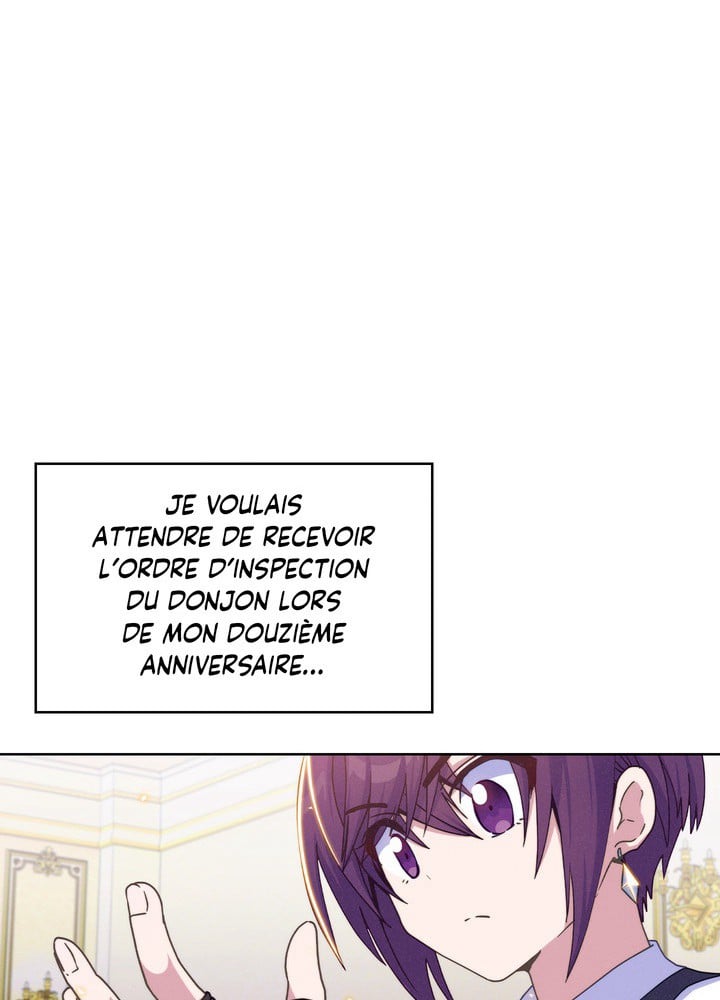 JE VOULAIS
ATTENDRE DE RECEVOIR
L'ORDRE D'INSPECTION
DU DONJON LORS
DE MON DOUZIÈME
ANNIVERSAIRE...